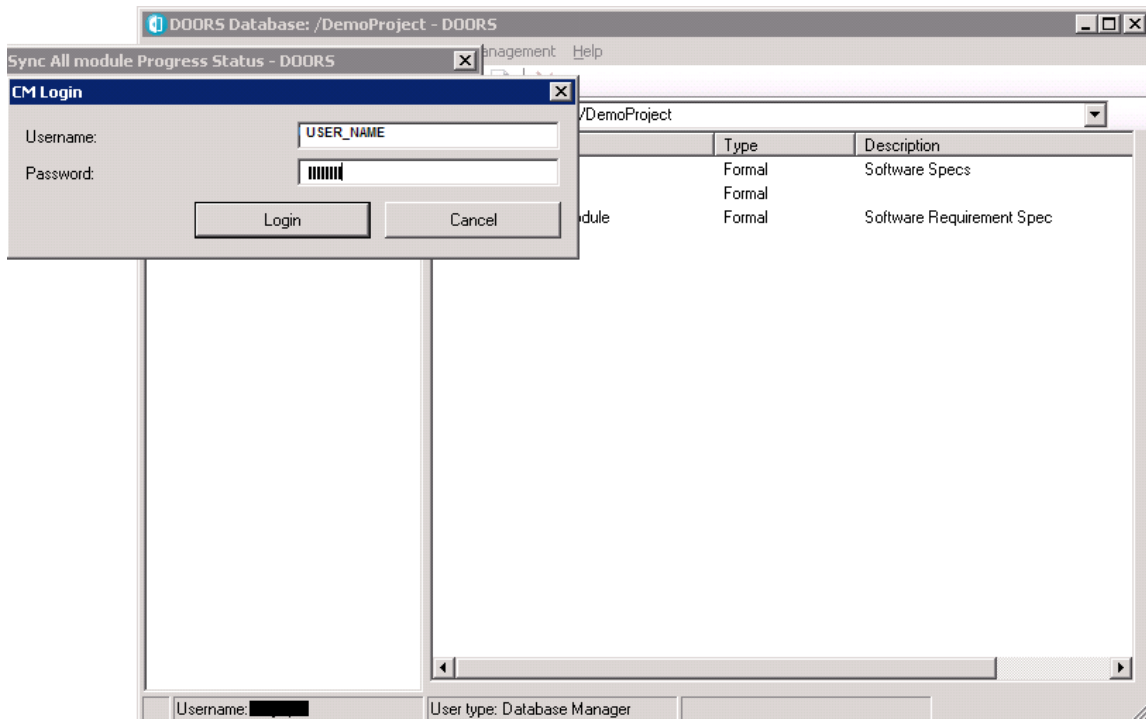 DOORS Database: /DemoProject - DOORS
Sync All module Progress Status - DOORS
anagement Help
CM Login
/DemoProject
Username: USER_NAME
Password:
Login Cancel
Type Description
Formal Software Specs
Formal
dule Formal Software Requirement Spec
Username:
User type: Database Manager